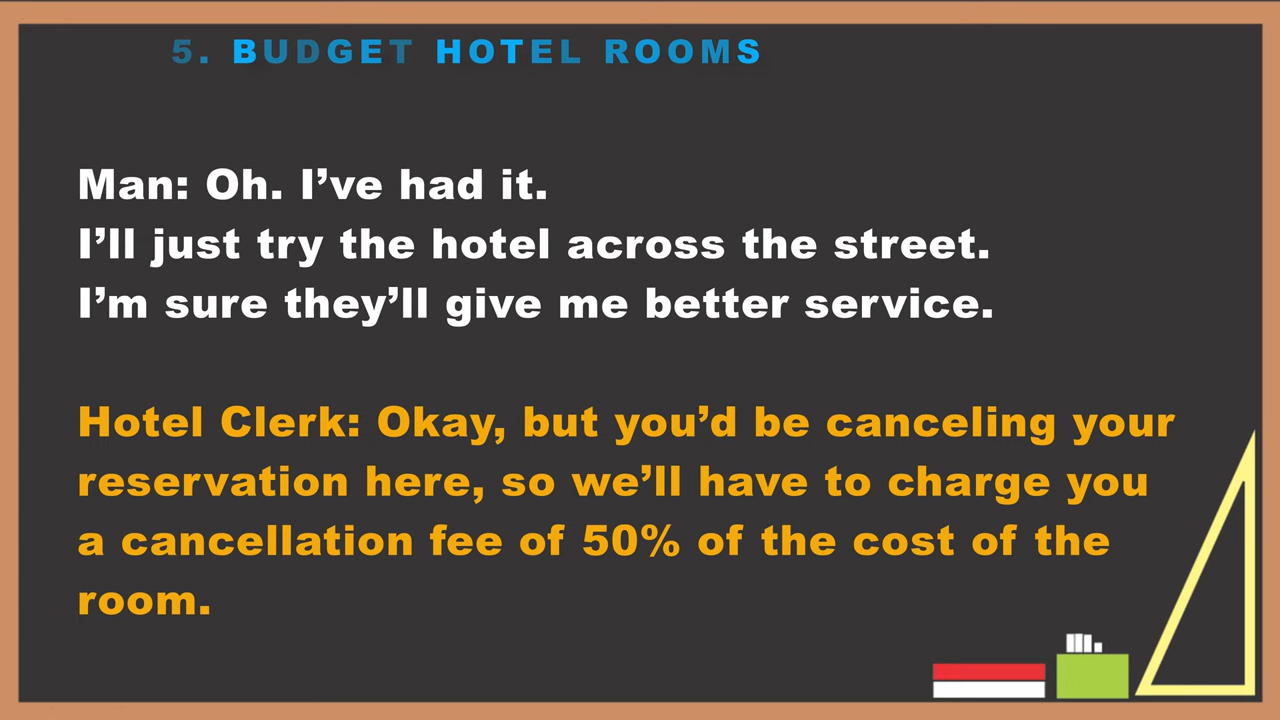 5. BUDGET HOTEL ROOMS
Man: Oh. I’ve had it.
I’ll just try the hotel across the street.
I’m sure they’ll give me better service.
Hotel Clerk: Okay, but you’d be canceling your
reservation here, so we’ll have to charge you
a cancellation fee of 50% of the cost of the
room.